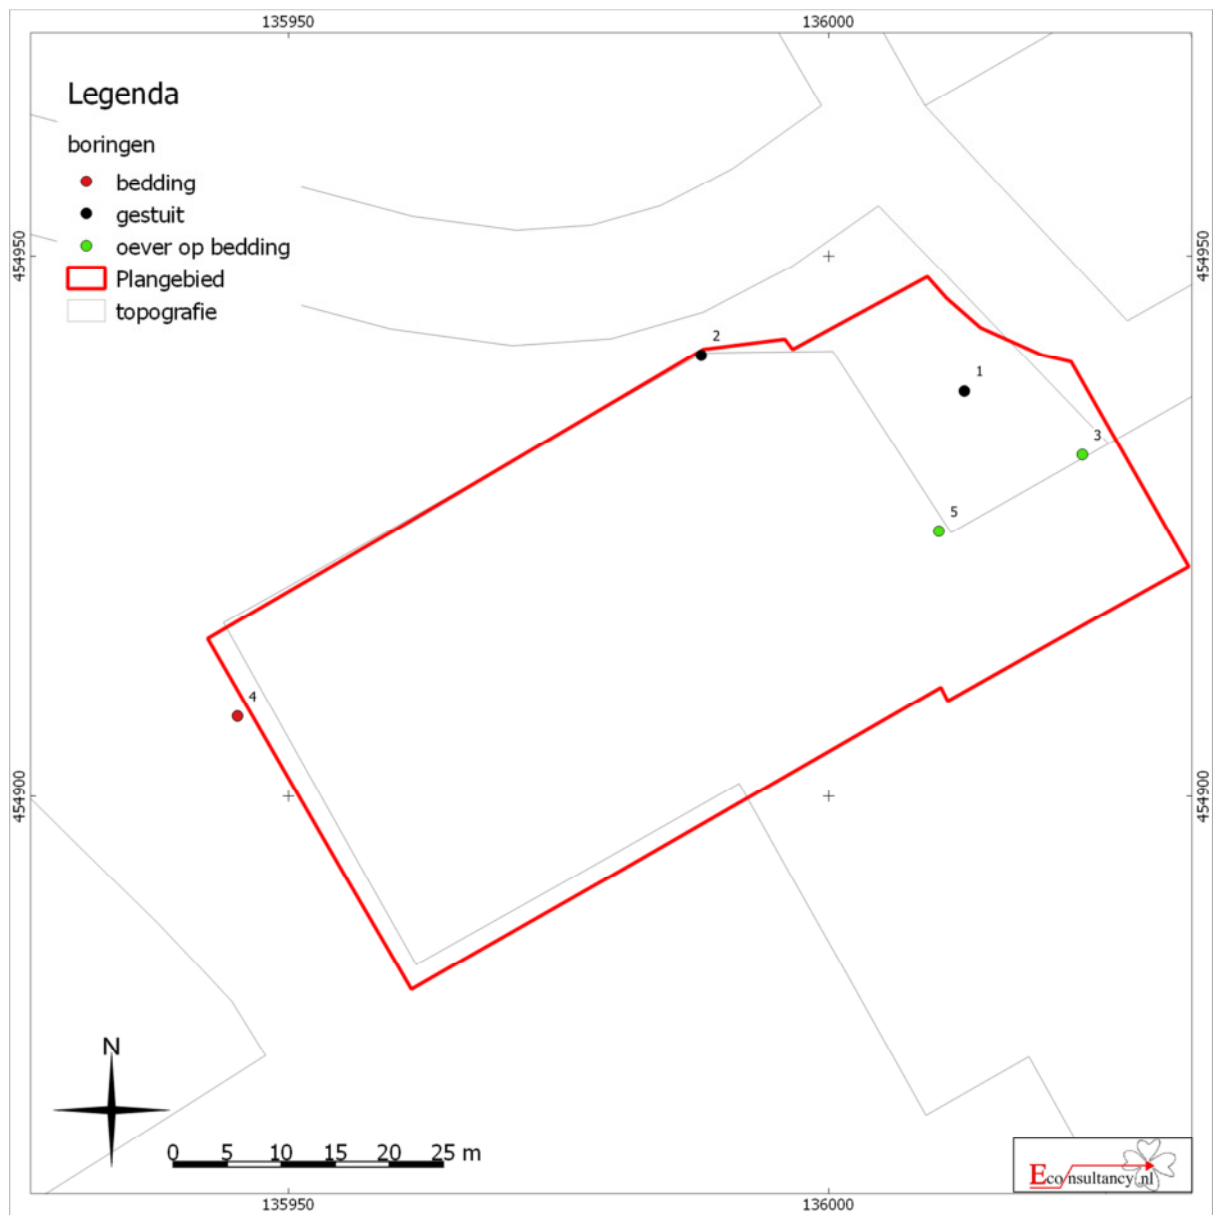 135950
136000
Legenda
boringen
bedding
gestuit
oever op bedding
Plangebied
topografie
454950
454950
2
1
3
5
4
454900
454900
N
0 5 10 15 20 25 m
Econsultancy.nl
135950
136000